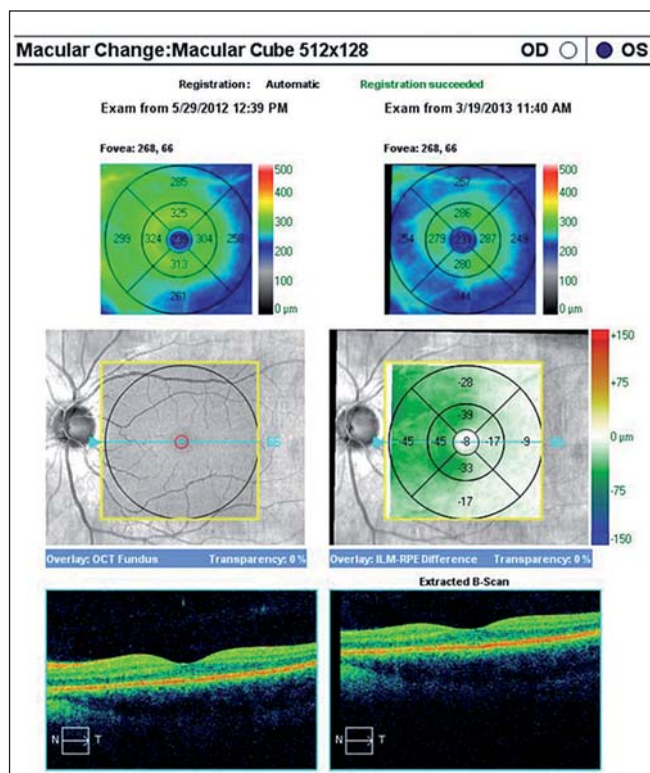 Macular Change:Macular Cube 512x128 OD OS
Registration : Automatic Registration succeeded
Exam from 5/29/2012 12:39 PM Exam from 3/19/2013 11:40 AM
Fovea: 268, 66 Fovea: 268, 66
500
400
300
200
100
0 µm
285
325
299 324 239 304 258
313
261
500
400
300
200
100
0 µm
257
286
254 279 231 287 249
280
244
66
+150
+75
0 µm
-75
-150
-28
-39
-45 -45 -8 -17 -9
-33
-17
Overlay: OCT Fundus Transparency: 0 % Overlay: ILM-RPE Difference Transparency: 0 %
Extracted B-Scan
N T N T